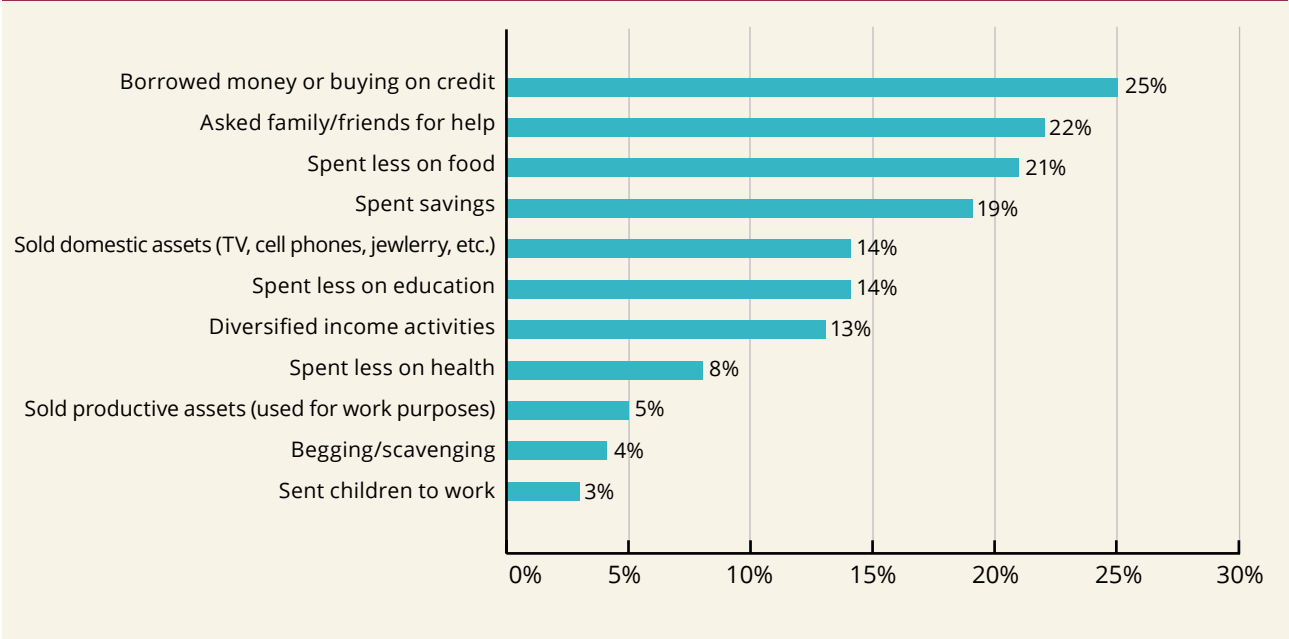 Borrowed money or buying on credit 25%
Asked family/friends for help 22%
Spent less on food 21%
Spent savings 19%
Sold domestic assets (TV, cell phones, jewlerry, etc.) 14%
Spent less on education 14%
Diversified income activities 13%
Spent less on health 8%
Sold productive assets (used for work purposes) 5%
Begging/scavenging 4%
Sent children to work 3%
0% 5% 10% 15% 20% 25% 30%